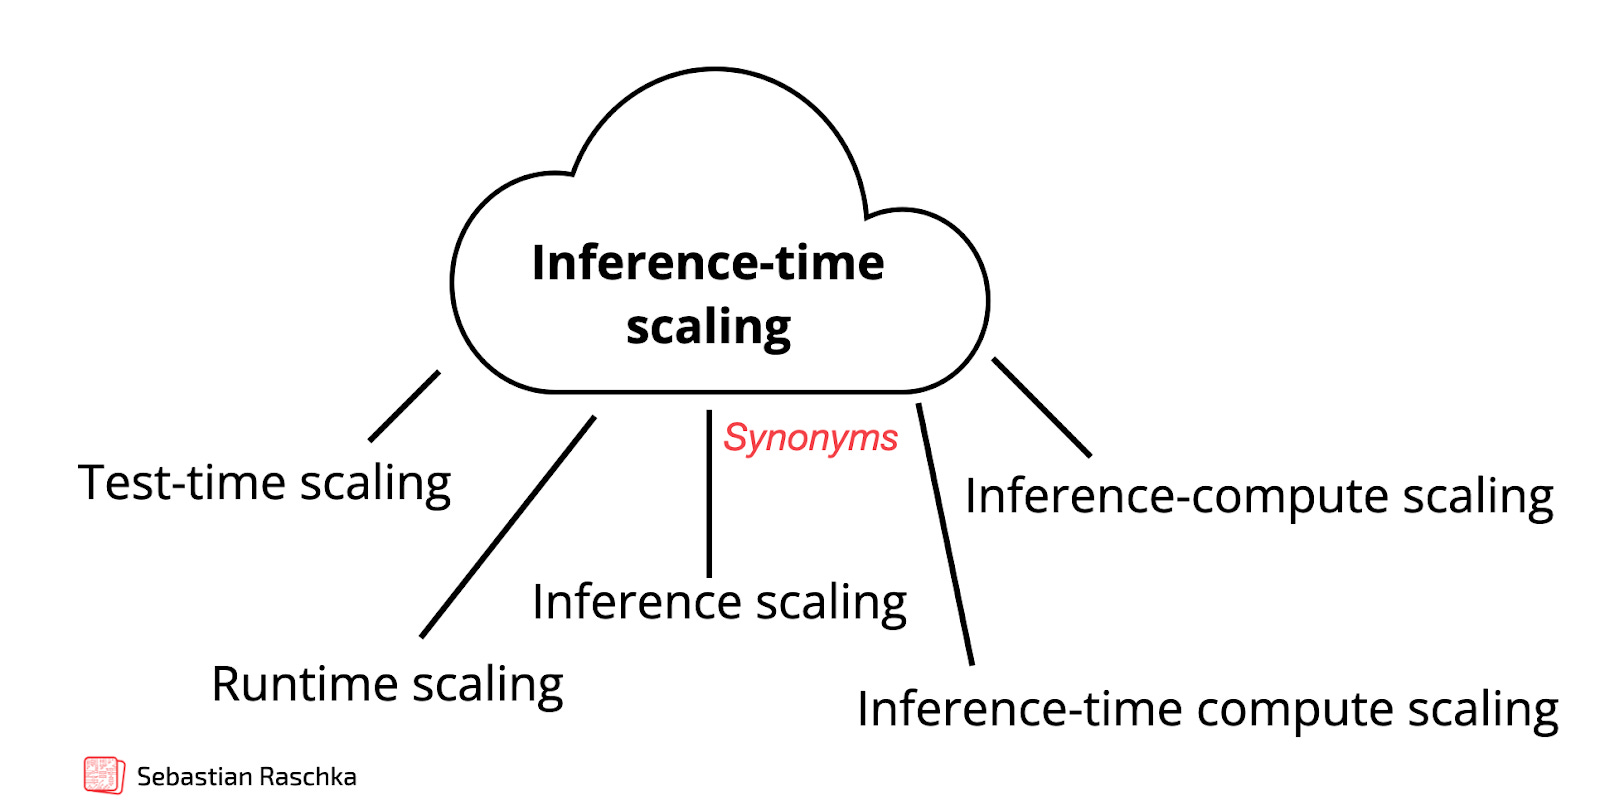 Inference-time
scaling
Synonyms
Test-time scaling
Inference-compute scaling
Inference scaling
Runtime scaling
Inference-time compute scaling
Sebastian Raschka